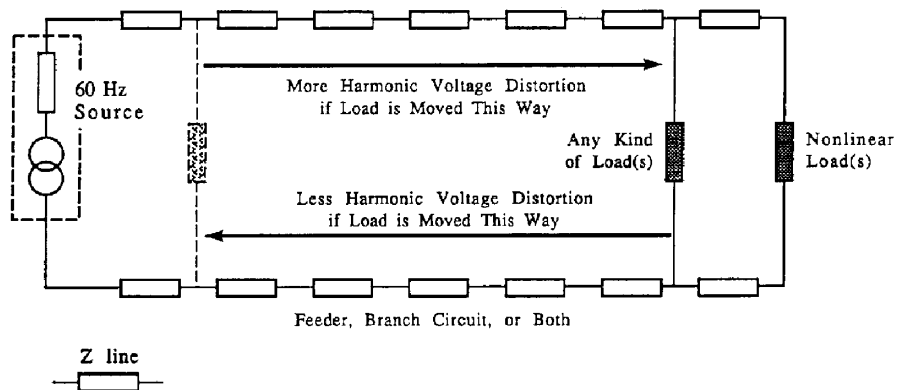 60 Hz
Source
More Harmonic Voltage Distortion
if Load is Moved This Way
Any Kind
of Load(s)
Nonlinear
Load(s)
Less Harmonic Voltage Distortion
if Load is Moved This Way
Feeder, Branch Circuit, or Both
Z line